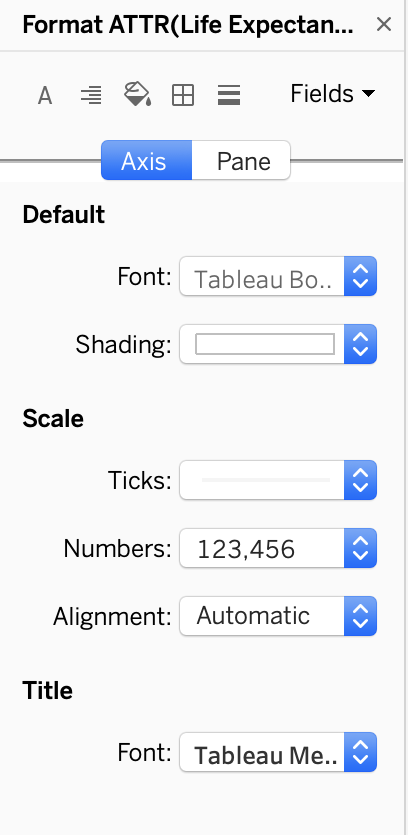 Format ATTR(Life Expectan...
A
Fields
Axis Pane
Default
Font: Tableau Bo..
Shading:
Scale
Ticks:
Numbers: 123,456
Alignment: Automatic
Title
Font: Tableau Me..